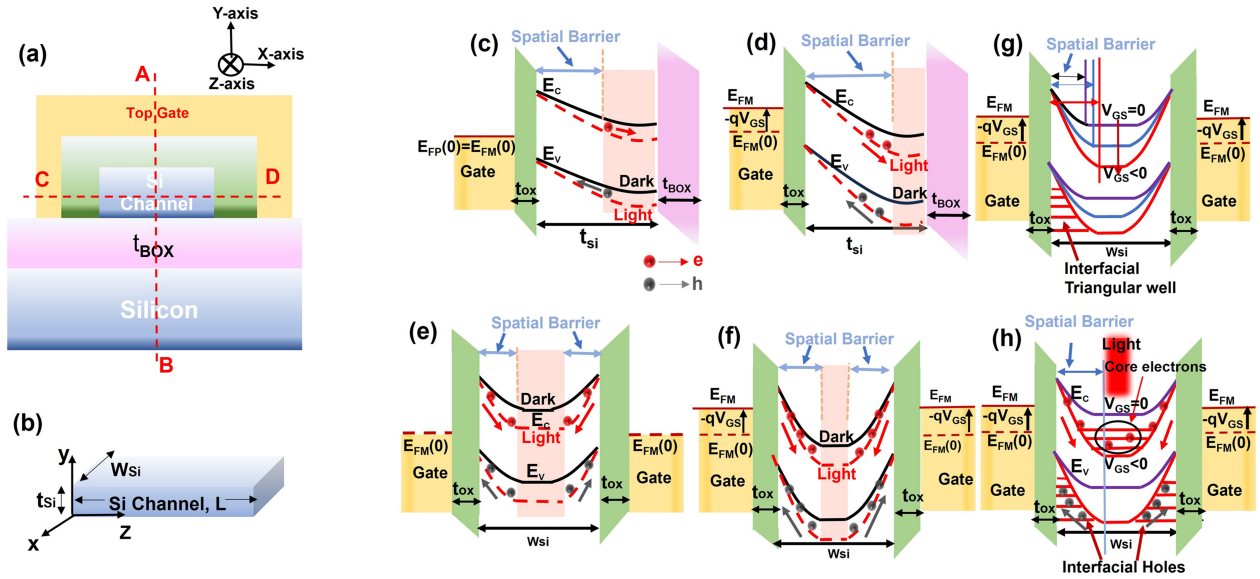 (a)
Y-axis
X-axis
Z-axis
A
Top Gate
C
Si
D
Channel
tBOX
Silicon
B
(b)
y
WSi
tSi
Si Channel, L
x
Z
(c)
Spatial Barrier
EC
e
EFP(0)=EFM(0)
Gate
EV
h
Dark
Light
tox
tBOX
tsi
e
h
(d)
Spatial Barrier
EFM
-qVGS
EFM(0)
Gate
EC
e
e
Light
EV
Dark
h
h
tox
tBOX
tsi
(e)
Spatial Barrier
Dark
EC
Light
EV
EFM(0)
Gate
EFM(0)
Gate
tox
tox
Wsi
(f)
Spatial Barrier
EFM
-qVGS
EFM(0)
Gate
Dark
Light
EFM
-qVGS
EFM(0)
Gate
tox
tox
Wsi
(g)
Spatial Barrier
EFM
-qVGS
EFM(0)
Gate
VGS=0
VGS<0
EFM
-qVGS
EFM(0)
Gate
tox
tox
Wsi
Interfacial
Triangular well
(h)
Spatial Barrier
Light
Core electrons
EFM
-qVGS
EFM(0)
Gate
EC
VGS=0
VGS<0
EV
EFM
-qVGS
EFM(0)
Gate
tox
tox
Wsi
Interfacial Holes